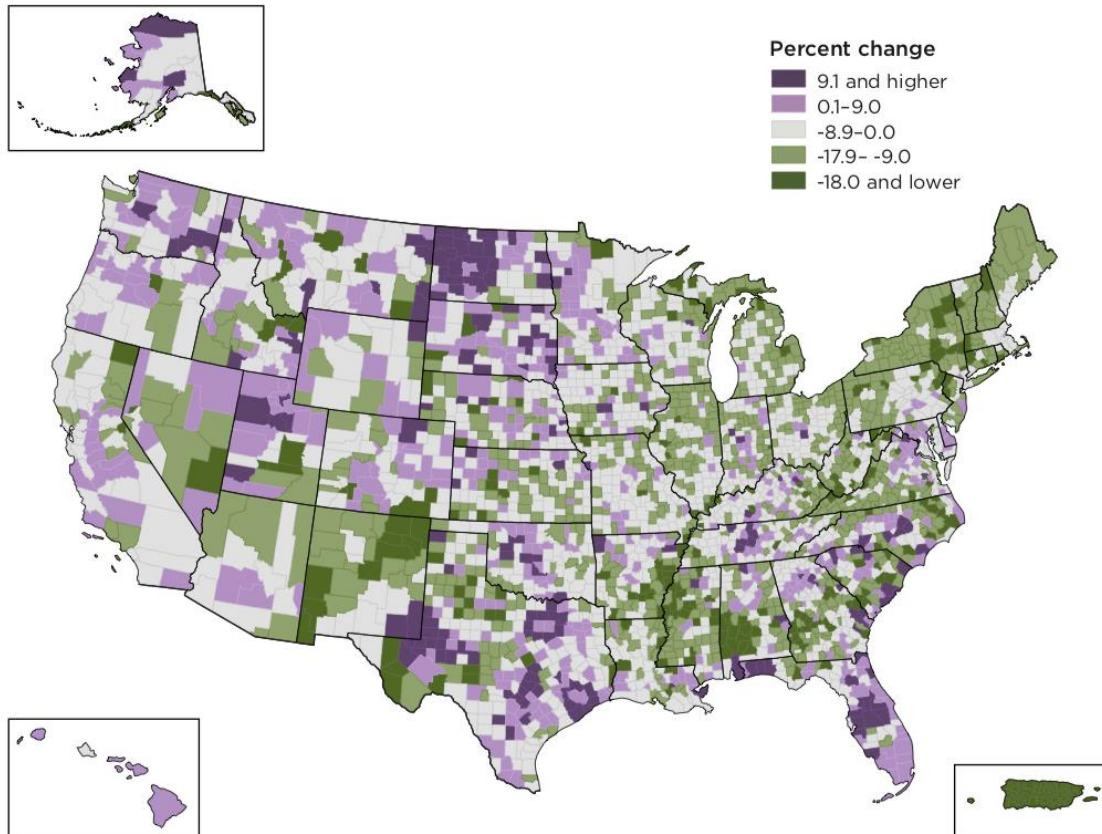 Percent change
9.1 and higher
0.1–9.0
-8.9–0.0
-17.9– -9.0
-18.0 and lower